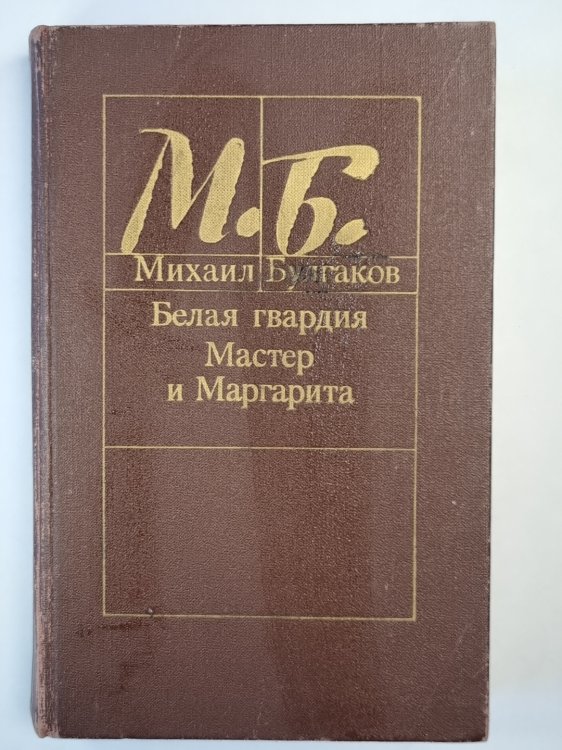 М.Б.
Михаил Булгаков
Белая гвардия
Мастер
и Маргарита